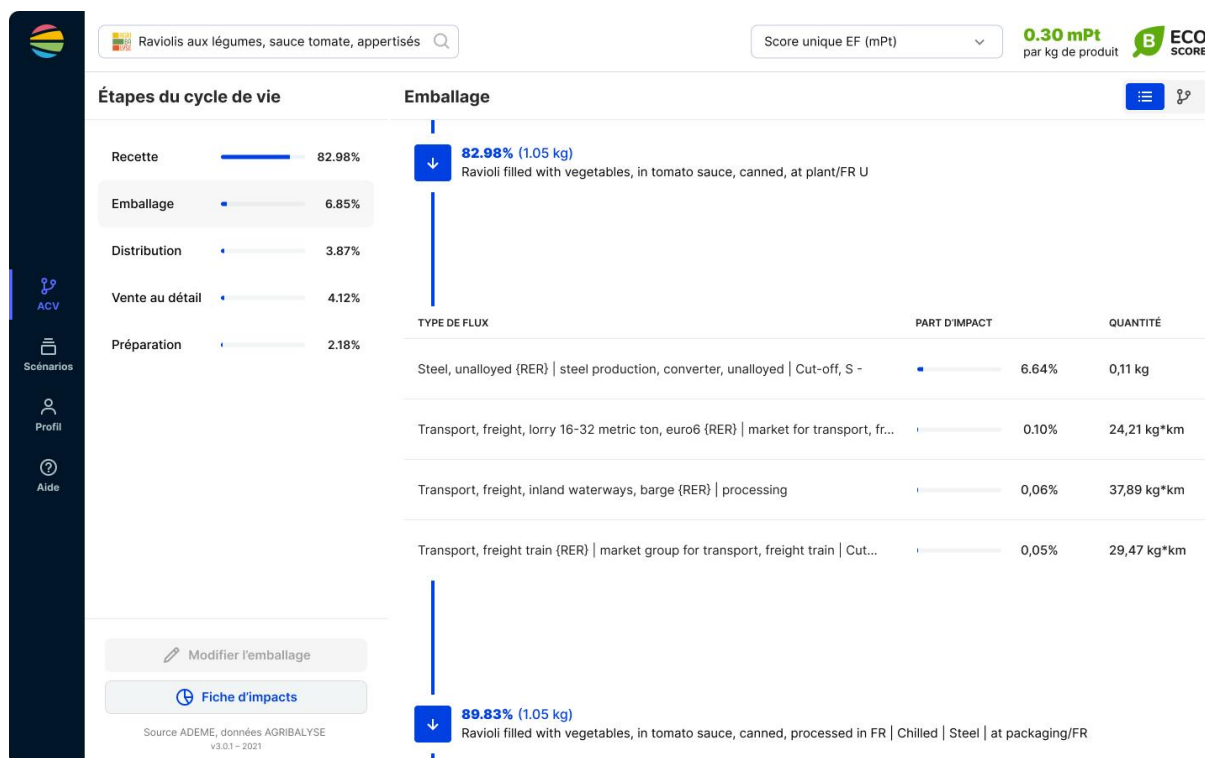 AGRI
BA
LYSE
Raviolis aux légumes, sauce tomate, appertisés
Score unique EF (mPt)
0.30 mPt
par kg de produit
B
ECO
SCORE
Étapes du cycle de vie
Emballage
Recette 82.98%
Emballage 6.85%
Distribution 3.87%
Vente au détail 4.12%
Préparation 2.18%
ACV
Scénarios
Profil
Aide
82.98% (1.05 kg)
Ravioli filled with vegetables, in tomato sauce, canned, at plant/FR U
TYPE DE FLUX PART D'IMPACT QUANTITÉ
Steel, unalloyed {RER} | steel production, converter, unalloyed | Cut-off, S - 6.64% 0,11 kg
Transport, freight, lorry 16-32 metric ton, euro6 {RER} | market for transport, fr... 0.10% 24,21 kg*km
Transport, freight, inland waterways, barge {RER} | processing 0,06% 37,89 kg*km
Transport, freight train {RER} | market group for transport, freight train | Cut... 0,05% 29,47 kg*km
Modifier l'emballage
Fiche d'impacts
Source ADEME, données AGRIBALYSE
v3.0.1 – 2021
89.83% (1.05 kg)
Ravioli filled with vegetables, in tomato sauce, canned, processed in FR | Chilled | Steel | at packaging/FR